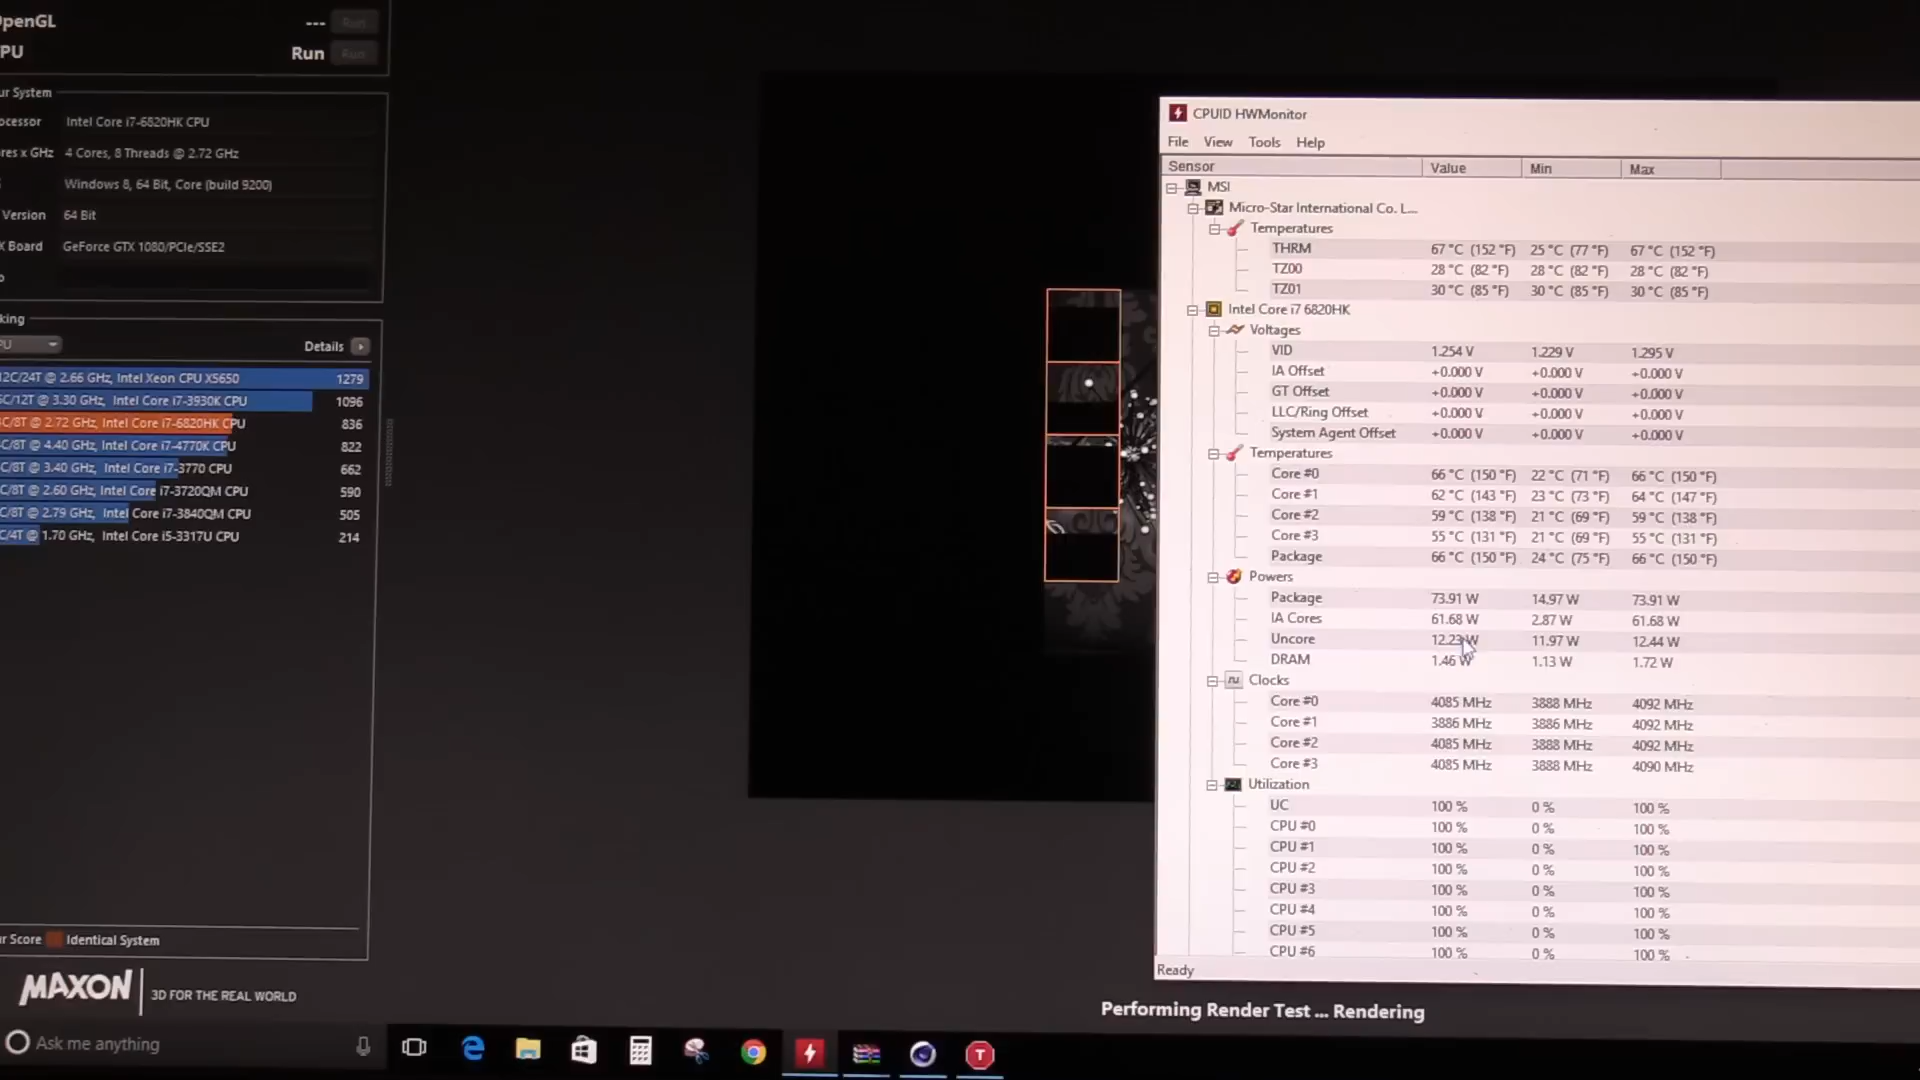 OpenGL --- Run
PU Run Run
ur System
ocessor Intel Core i7-6820HK CPU
res x GHz 4 Cores, 8 Threads @ 2.72 GHz
Windows 8, 64 Bit, Core (build 9200)
Version 64 Bit
X Board GeForce GTX 1080/PCIe/SSE2
o
king
PU Details
12C/24T @ 2.66 GHz, Intel Xeon CPU X5650 1279
6C/12T @ 3.30 GHz, Intel Core i7-3930K CPU 1096
4C/8T @ 2.72 GHz, Intel Core i7-6820HK CPU 836
C/8T @ 4.40 GHz, Intel Core i7-4770K CPU 822
C/8T @ 3.40 GHz, Intel Core i7-3770 CPU 662
C/8T @ 2.60 GHz, Intel Core i7-3720QM CPU 590
C/8T @ 2.79 GHz, Intel Core i7-3840QM CPU 505
C/4T @ 1.70 GHz, Intel Core i5-3317U CPU 214
ur Score Identical System
MAXON 3D FOR THE REAL WORLD
CPUID HWMonitor
File View Tools Help
Sensor Value Min Max
MSI
Micro-Star International Co. L...
Temperatures
THRM 67 °C (152 °F) 25 °C (77 °F) 67 °C (152 °F)
TZ00 28 °C (82 °F) 28 °C (82 °F) 28 °C (82 °F)
TZ01 30 °C (85 °F) 30 °C (85 °F) 30 °C (85 °F)
Intel Core i7 6820HK
Voltages
VID 1.254 V 1.229 V 1.295 V
IA Offset +0.000 V +0.000 V +0.000 V
GT Offset +0.000 V +0.000 V +0.000 V
LLC/Ring Offset +0.000 V +0.000 V +0.000 V
System Agent Offset +0.000 V +0.000 V +0.000 V
Temperatures
Core #0 66 °C (150 °F) 22 °C (71 °F) 66 °C (150 °F)
Core #1 62 °C (143 °F) 23 °C (73 °F) 64 °C (147 °F)
Core #2 59 °C (138 °F) 21 °C (69 °F) 59 °C (138 °F)
Core #3 55 °C (131 °F) 21 °C (69 °F) 55 °C (131 °F)
Package 66 °C (150 °F) 24 °C (75 °F) 66 °C (150 °F)
Powers
Package 73.91 W 14.97 W 73.91 W
IA Cores 61.68 W 2.87 W 61.68 W
Uncore 12.23 W 11.97 W 12.44 W
DRAM 1.46 W 1.13 W 1.72 W
Clocks
Core #0 4085 MHz 3888 MHz 4092 MHz
Core #1 3886 MHz 3886 MHz 4092 MHz
Core #2 4085 MHz 3888 MHz 4092 MHz
Core #3 4085 MHz 3888 MHz 4090 MHz
Utilization
UC 100 % 0 % 100 %
CPU #0 100 % 0 % 100 %
CPU #1 100 % 0 % 100 %
CPU #2 100 % 0 % 100 %
CPU #3 100 % 0 % 100 %
CPU #4 100 % 0 % 100 %
CPU #5 100 % 0 % 100 %
CPU #6 100 % 0 % 100 %
Ready
Performing Render Test ... Rendering
Ask me anything
T